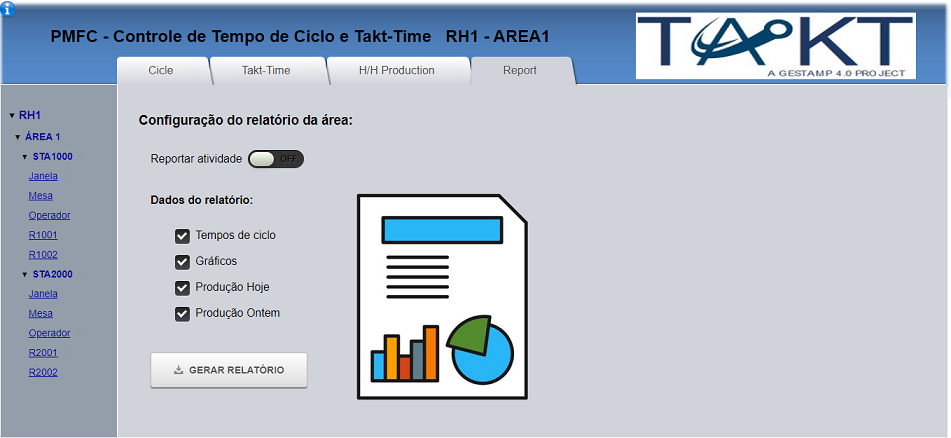 PMFC - Controle de Tempo de Ciclo e Takt-Time RH1 - AREA1
TAKT
A GESTAMP 4.0 PROJECT
Cicle
Takt-Time
H/H Production
Report
RH1
ÁREA 1
STA1000
Janela
Mesa
Operador
R1001
R1002
STA2000
Janela
Mesa
Operador
R2001
R2002
Configuração do relatório da área:
Reportar atividade OFF
Dados do relatório:
Tempos de ciclo
Gráficos
Produção Hoje
Produção Ontem
GERAR RELATÓRIO